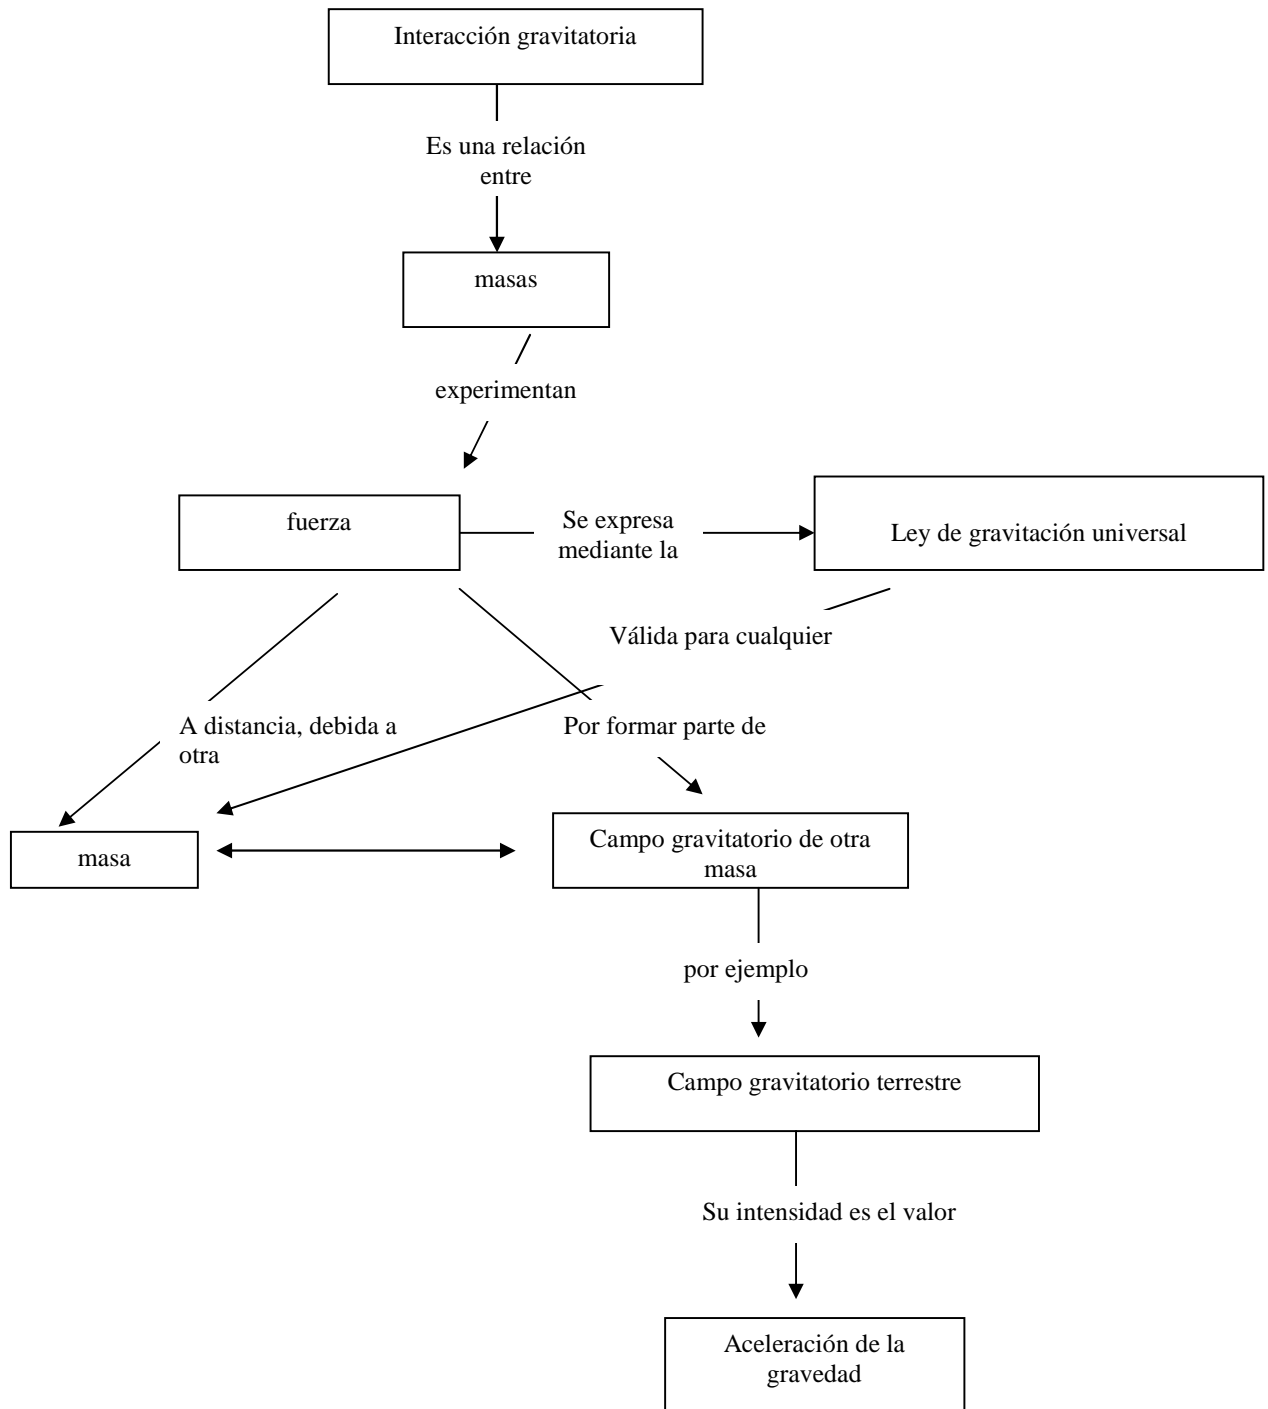 Interacción gravitatoria
Es una relación
entre
masas
experimentan
fuerza
Se expresa
mediante la
Ley de gravitación universal
Válida para cualquier
A distancia, debida a
otra
Por formar parte de
masa
Campo gravitatorio de otra
masa
por ejemplo
Campo gravitatorio terrestre
Su intensidad es el valor
Aceleración de la
gravedad